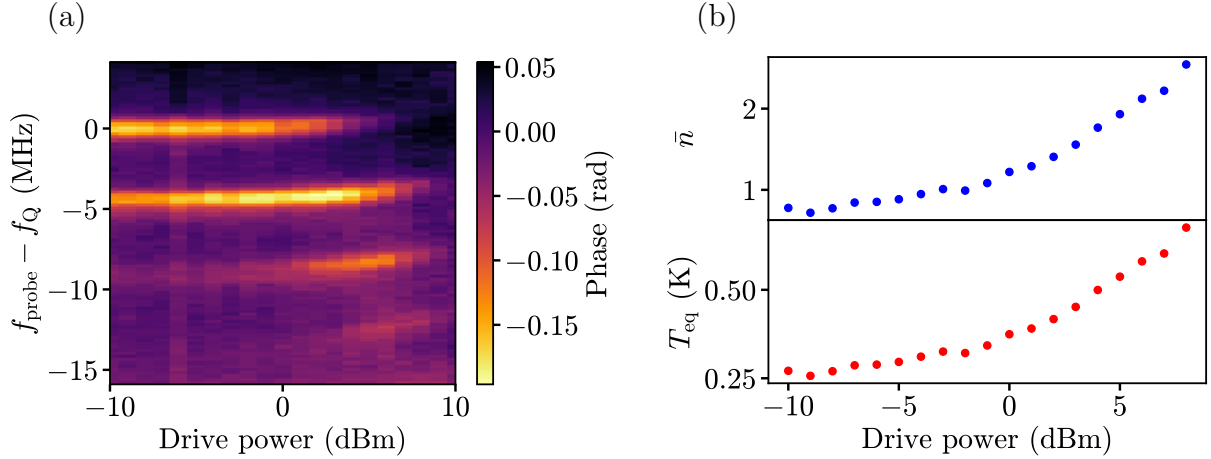 (a)
f_probe − f_Q (MHz)
0
−5
−10
−15
−10
0
10
Drive power (dBm)
0.05
0.00
−0.05
−0.10
−0.15
Phase (rad)
(b)
n̄
2
1
T_eq (K)
0.50
0.25
−10
−5
0
5
Drive power (dBm)